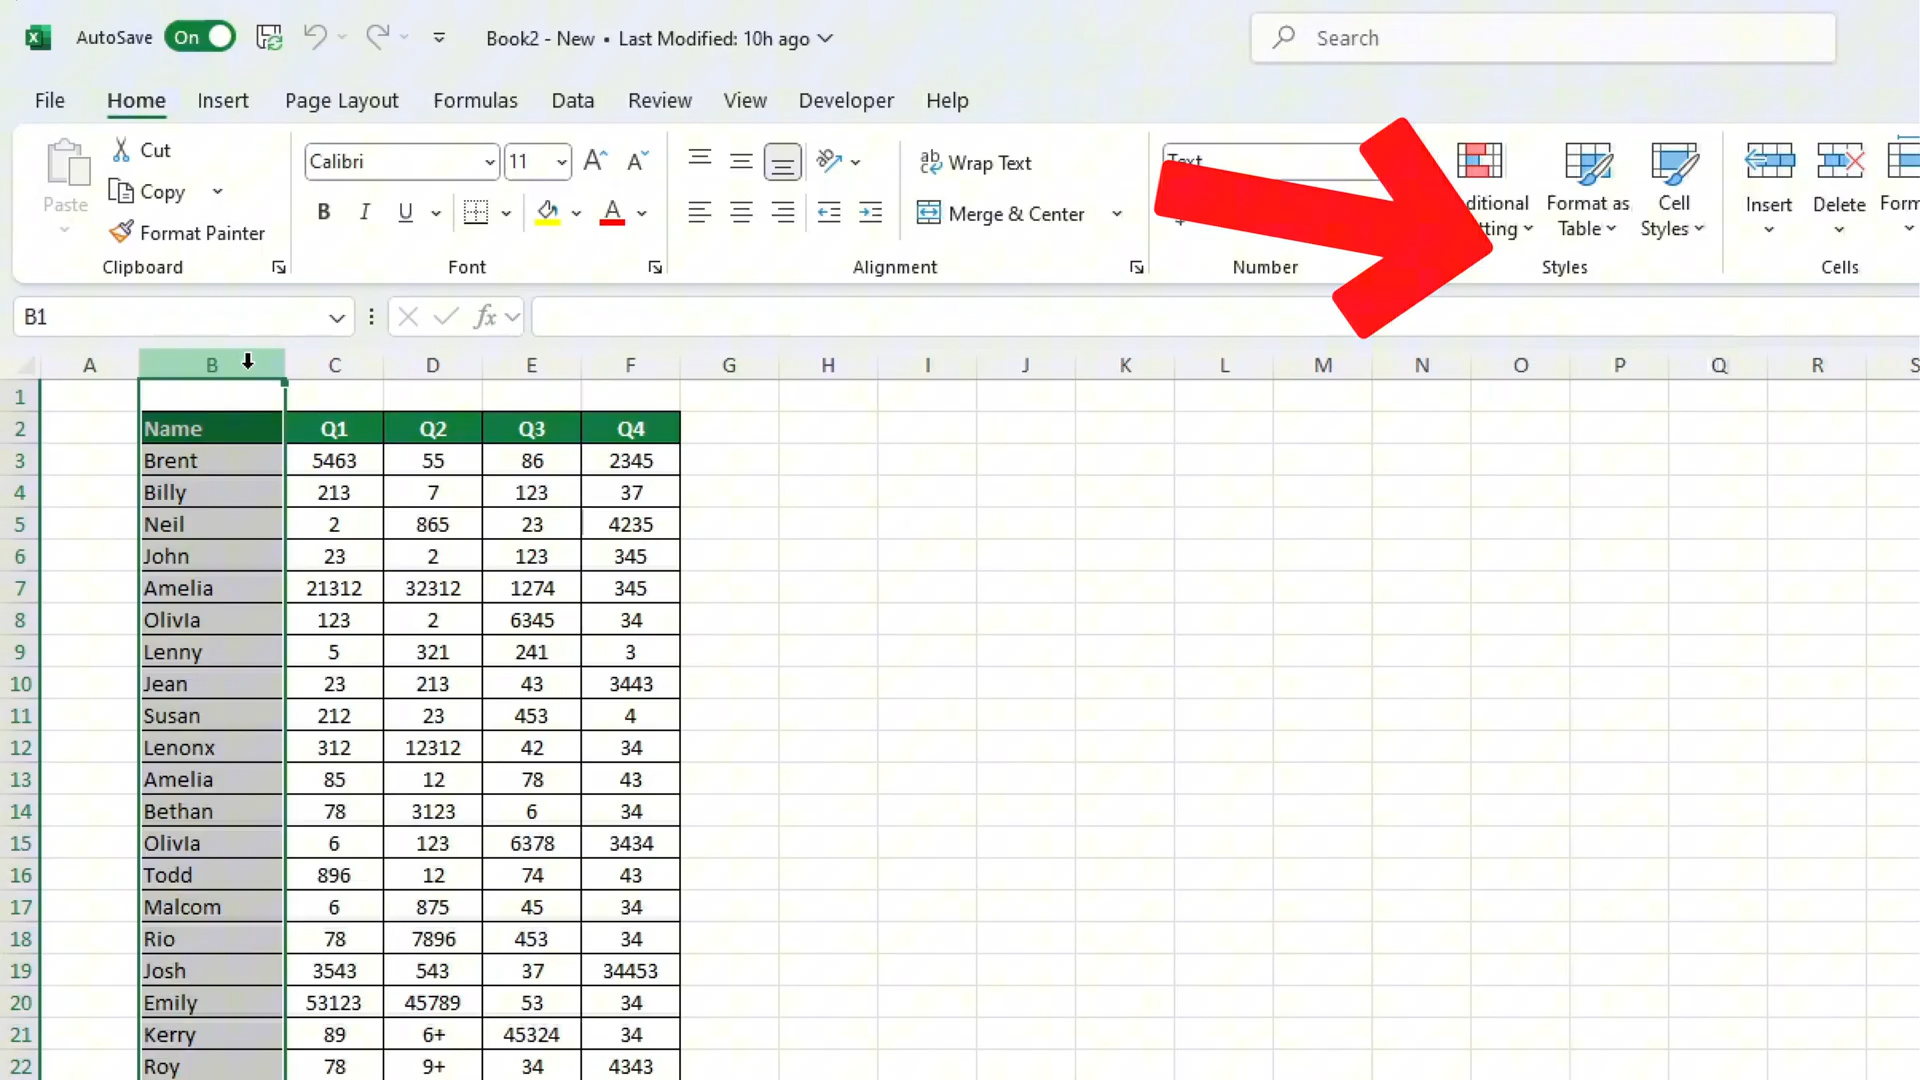 AutoSave On Book2 - New • Last Modified: 10h ago Search
File Home Insert Page Layout Formulas Data Review View Developer Help
Paste Cut Copy Format Painter
Clipboard
Calibri 11
B I U A
Font
ab Wrap Text
Merge & Center
Alignment
Text
Number
ditional
tting
Format as
Table
Cell
Styles
Styles
Insert Delete Form
Cells
B1 fx
A B C D E F G H I J K L M N O P Q R S
1
2 Name Q1 Q2 Q3 Q4
3 Brent 5463 55 86 2345
4 Billy 213 7 123 37
5 Neil 2 865 23 4235
6 John 23 2 123 345
7 Amelia 21312 32312 1274 345
8 OlivIa 123 2 6345 34
9 Lenny 5 321 241 3
10 Jean 23 213 43 3443
11 Susan 212 23 453 4
12 Lenonx 312 12312 42 34
13 Amelia 85 12 78 43
14 Bethan 78 3123 6 34
15 OlivIa 6 123 6378 3434
16 Todd 896 12 74 43
17 Malcom 6 875 45 34
18 Rio 78 7896 453 34
19 Josh 3543 543 37 34453
20 Emily 53123 45789 53 34
21 Kerry 89 6+ 45324 34
22 Roy 78 9+ 34 4343